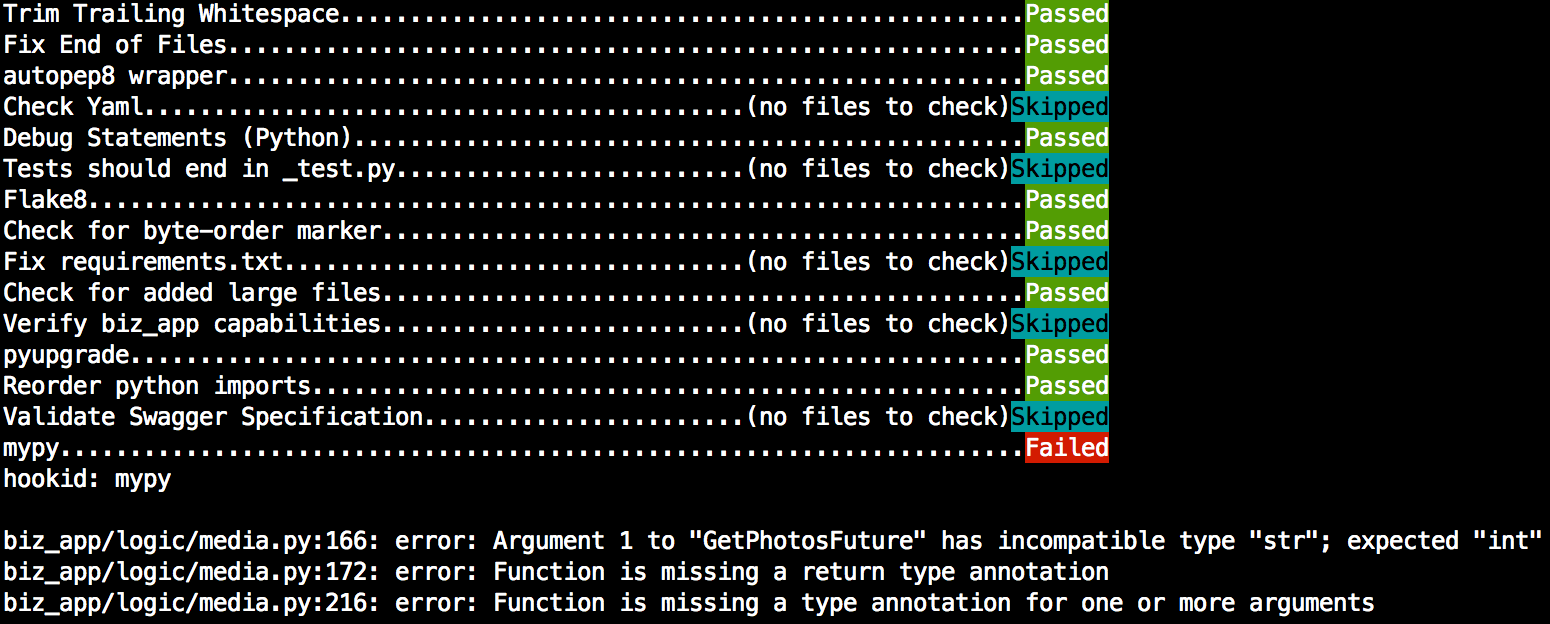 Trim Trailing Whitespace.................................................Passed
Fix End of Files.........................................................Passed
autopep8 wrapper.........................................................Passed
Check Yaml...........................................(no files to check)Skipped
Debug Statements (Python)................................................Passed
Tests should end in _test.py.........................(no files to check)Skipped
Flake8...................................................................Passed
Check for byte-order marker..............................................Passed
Fix requirements.txt.................................(no files to check)Skipped
Check for added large files..............................................Passed
Verify biz_app capabilities..........................(no files to check)Skipped
pyupgrade................................................................Passed
Reorder python imports...................................................Passed
Validate Swagger Specification.......................(no files to check)Skipped
mypy.....................................................................Failed
hookid: mypy
biz_app/logic/media.py:166: error: Argument 1 to "GetPhotosFuture" has incompatible type "str"; expected "int"
biz_app/logic/media.py:172: error: Function is missing a return type annotation
biz_app/logic/media.py:216: error: Function is missing a type annotation for one or more arguments